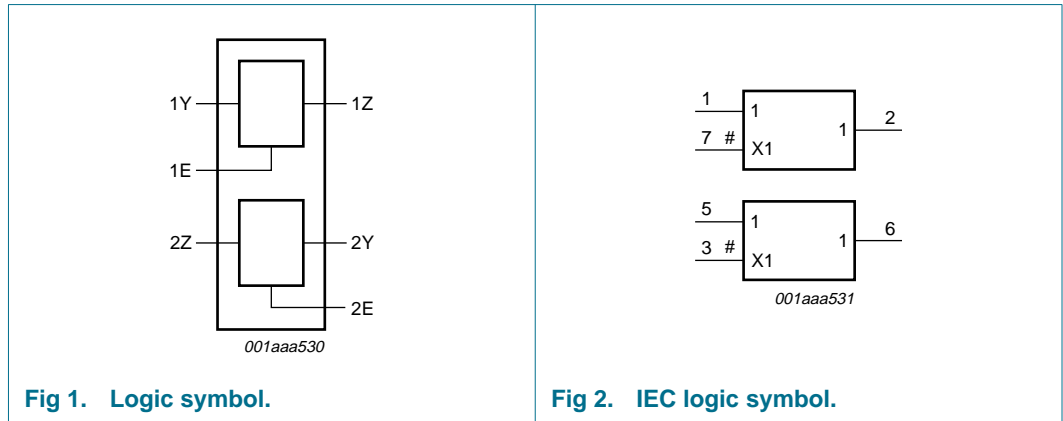 1Y 1Z
1E
2Z 2Y
2E
001aaa530
Fig 1. Logic symbol.
1 1 1 2
7 # X1
5 1 1 6
3 # X1
001aaa531
Fig 2. IEC logic symbol.